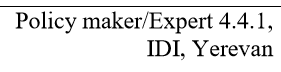 Policy maker/Expert 4.4.1,
IDI, Yerevan